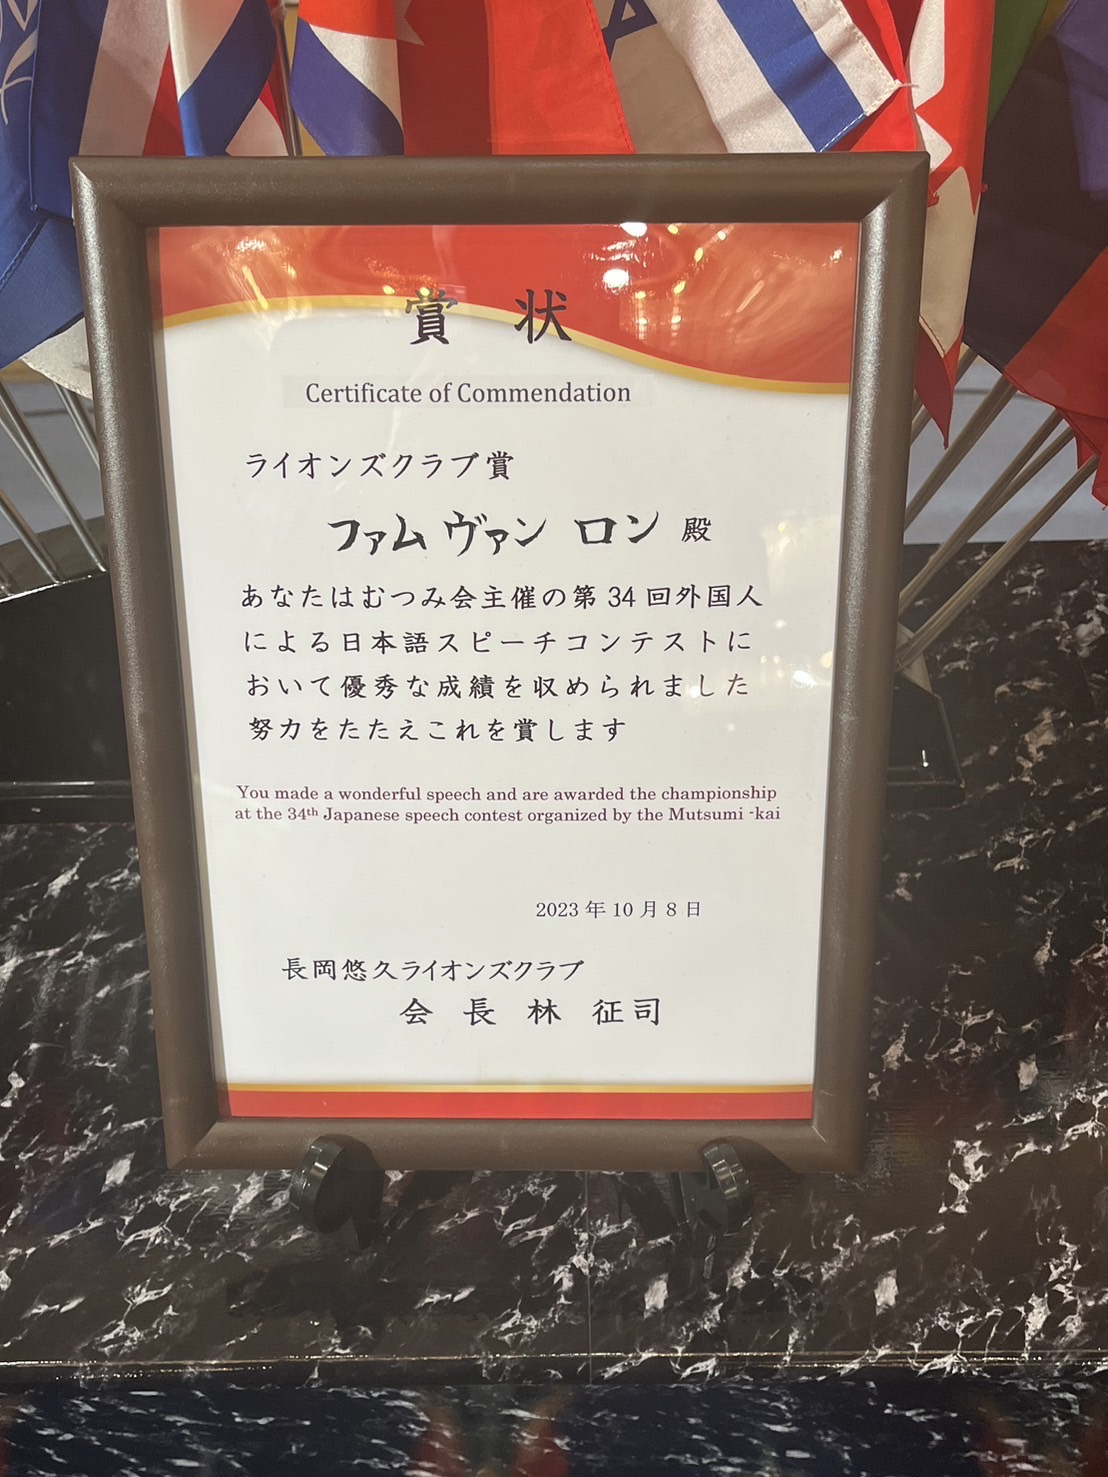 賞 状
Certificate of Commendation
ライオンズクラブ賞
ファム ヴァン ロン 殿
あなたはむつみ会主催の第34回外国人
による日本語スピーチコンテストに
おいて優秀な成績を収められました
努力をたたえこれを賞します
You made a wonderful speech and are awarded the championship
at the 34th Japanese speech contest organized by the Mutsumi -kai
2023年10月8日
長岡悠久ライオンズクラブ
会 長 林 征司